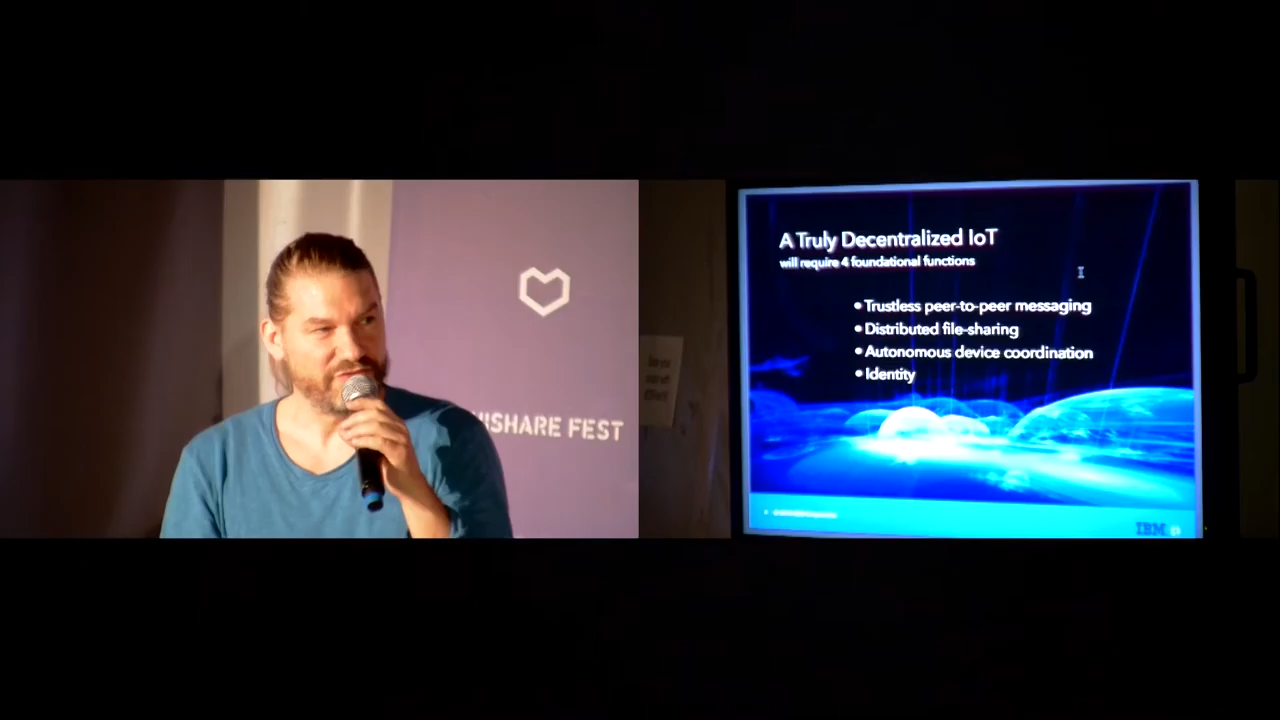 ISHARE FEST
A Truly Decentralized IoT
will require 4 foundational functions
• Trustless peer-to-peer messaging
• Distributed file-sharing
• Autonomous device coordination
• Identity
IBM